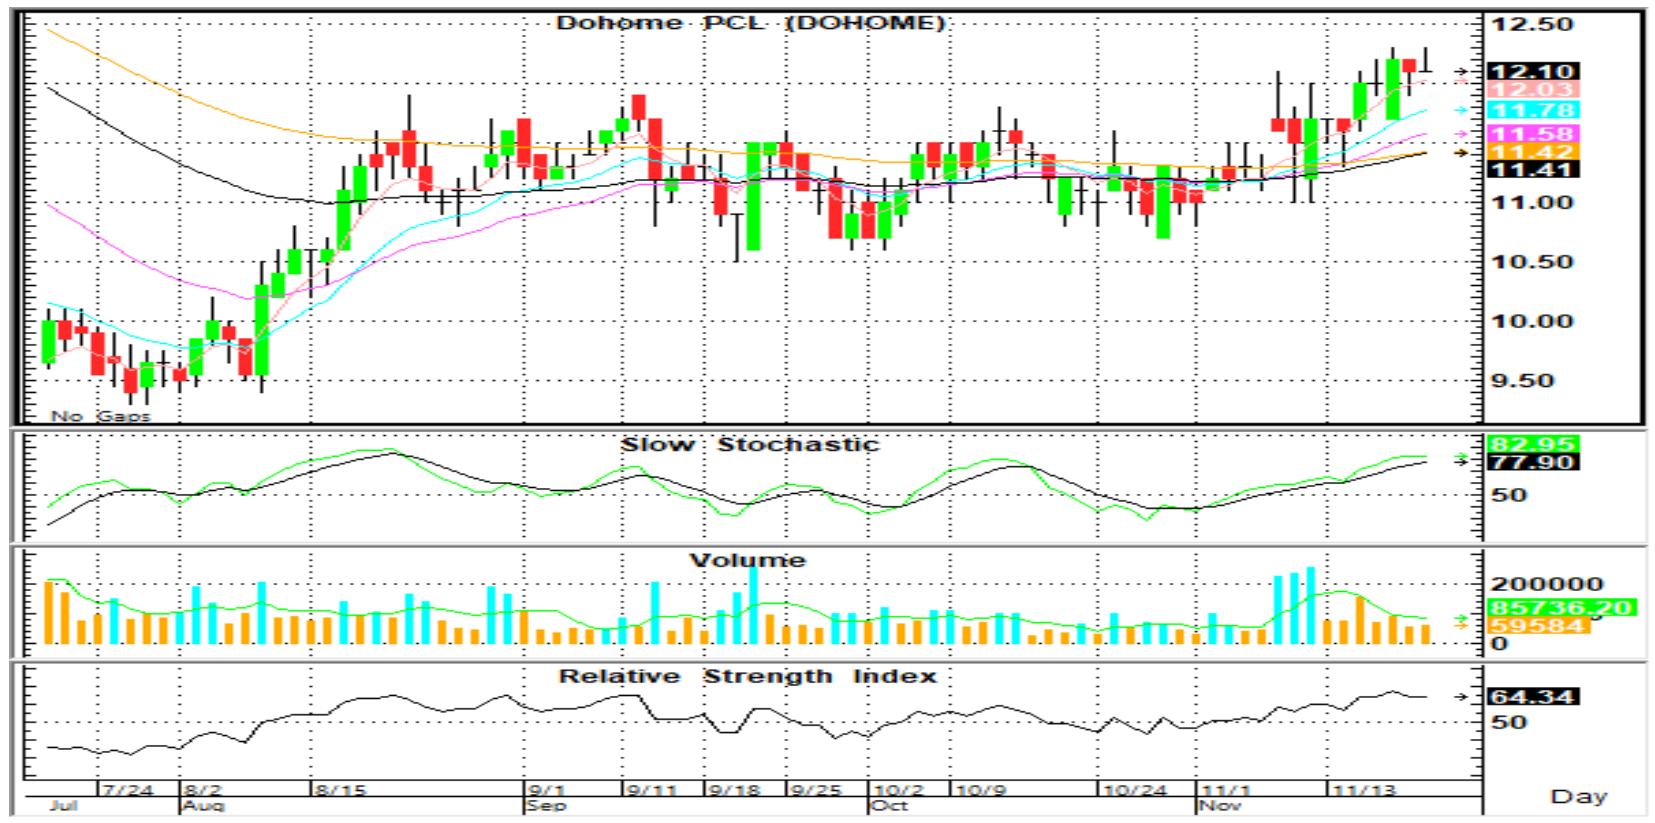 Dohome PCL (DOHOME)
12.50
12.10
12.03
11.78
11.58
11.42
11.41
11.00
10.50
10.00
9.50
No Gaps
Slow Stochastic
82.95
77.90
50
Volume
200000
85736.20
59584
0
Relative Strength Index
64.34
50
7/24 8/2 8/15 9/1 9/11 9/18 9/25 10/2 10/9 10/24 11/1 11/13
Jul Aug Sep Oct Nov
Day